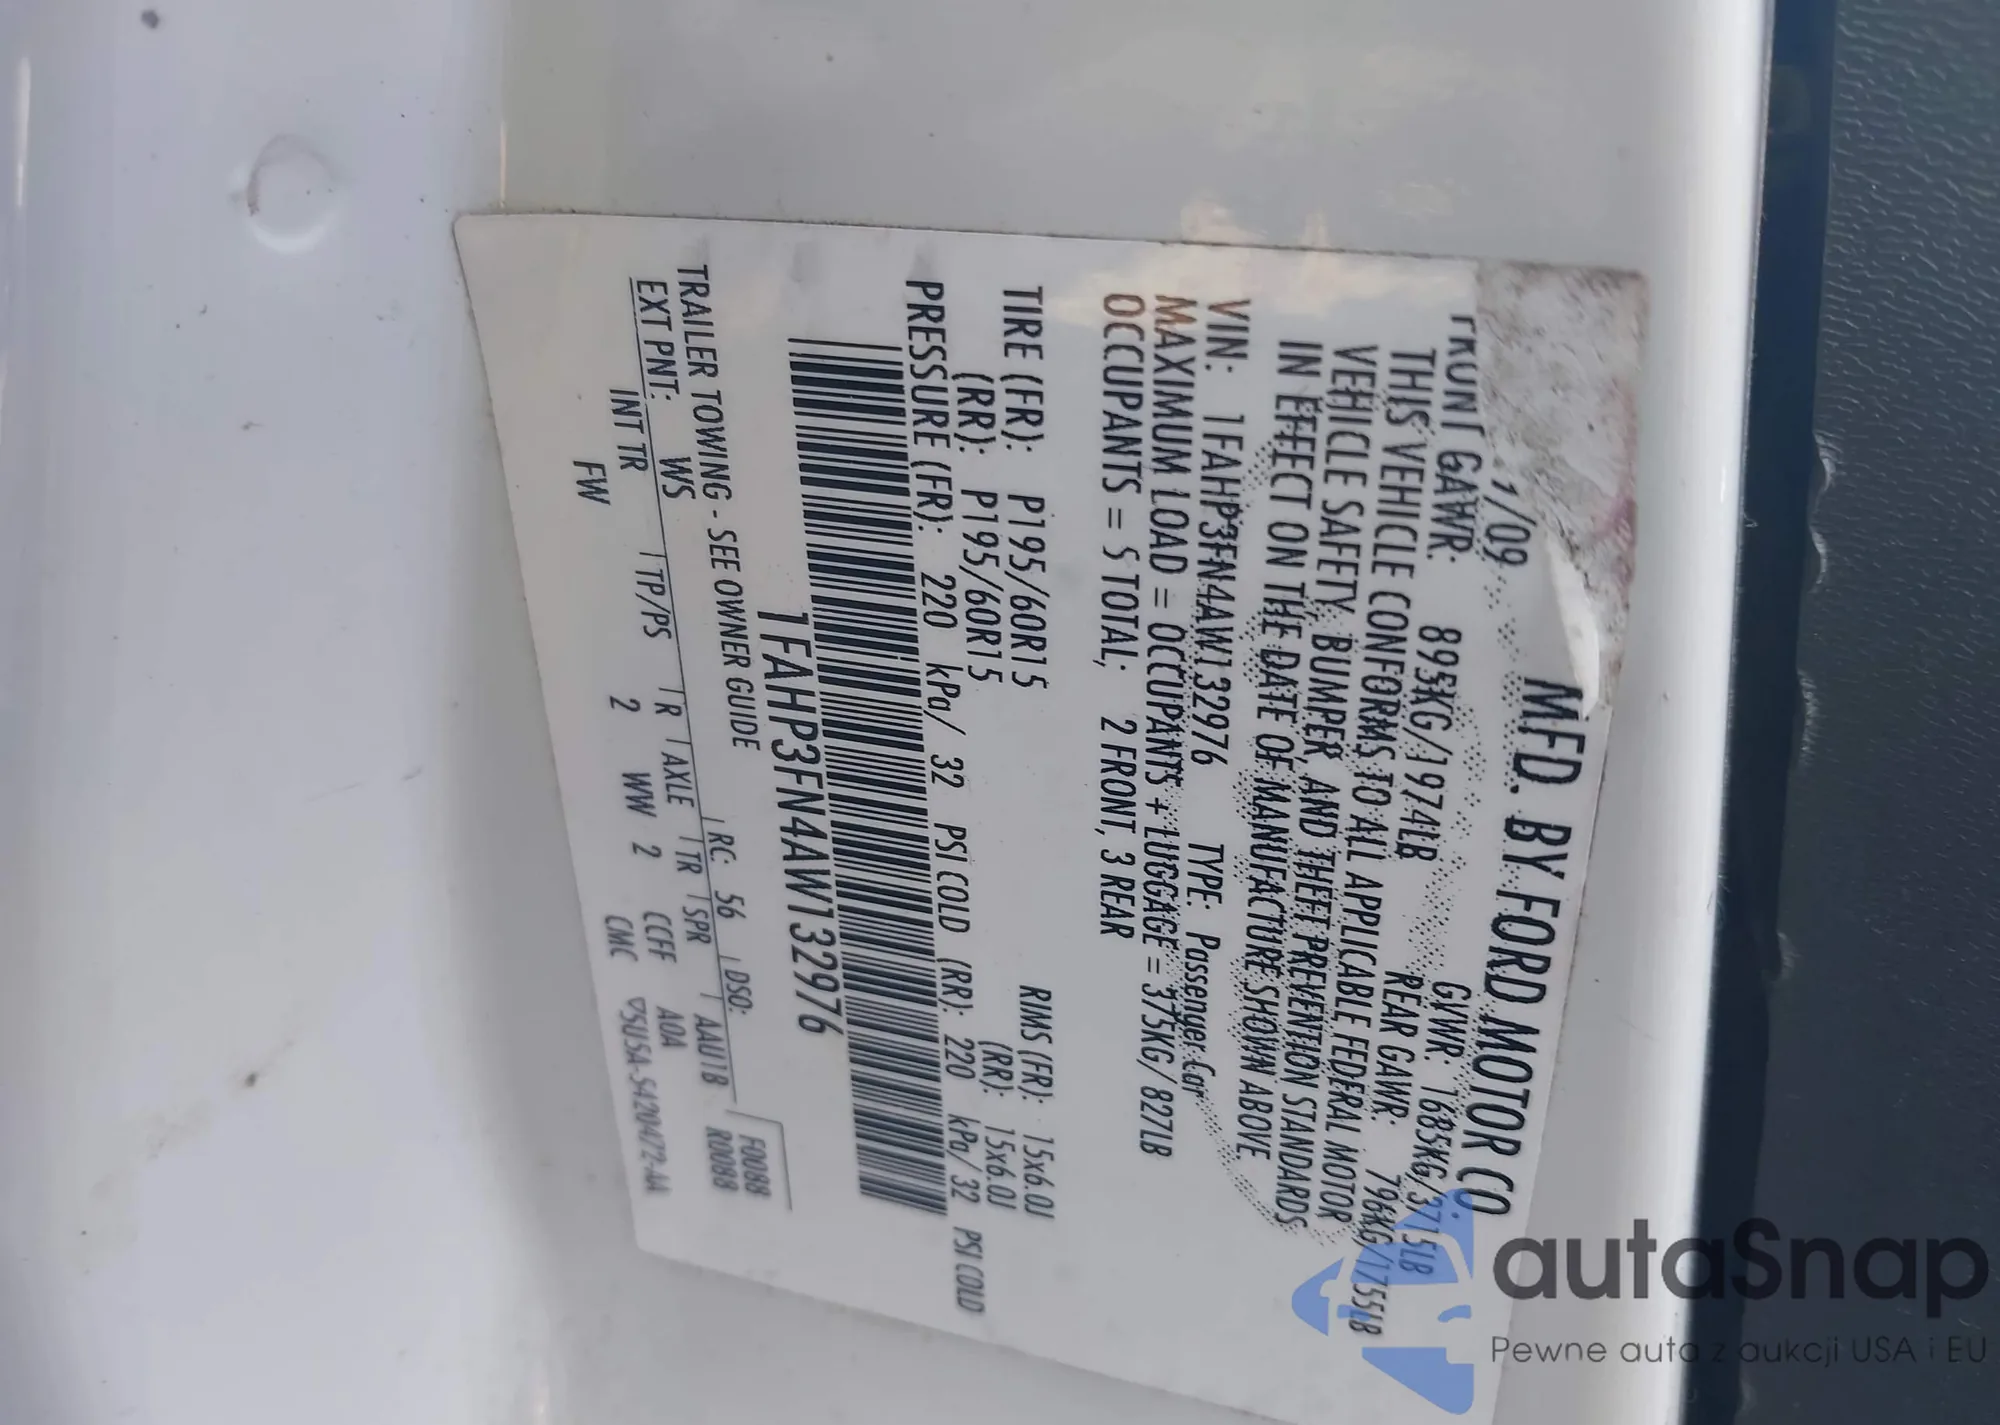 MFD. BY FORD MOTOR CO.
/09 GVWR: 1685KG/3715LB
FRONT GAWR: 895KG/1974LB REAR GAWR: 796KG/1755LB
THIS VEHICLE CONFORMS TO ALL APPLICABLE FEDERAL MOTOR
VEHICLE SAFETY, BUMPER, AND THEFT PREVENTION STANDARDS
IN EFFECT ON THE DATE OF MANUFACTURE SHOWN ABOVE
VIN: 1FAHP3FN4AW132976 TYPE: Passenger Car
MAXIMUM LOAD = OCCUPANTS + LUGGAGE = 375KG/827LB
OCCUPANTS = 5 TOTAL; 2 FRONT, 3 REAR
TIRE (FR): P195/60R15 RIMS (FR): 15x6.0J
(RR): P195/60R15 (RR): 15x6.0J
PRESSURE (FR): 220 kPa/ 32 PSI COLD (RR): 220 kPa/ 32 PSI COLD
1FAHP3FN4AW132976
TRAILER TOWING - SEE OWNER GUIDE
EXT PNT: WS RC: 56 DSO: F0088
R0088
INT TR TP/PS R AXLE TR SPR AAU1B
FW 2 WW 2 CCFF AOA
CMC ▽5U5A-5420472-AA
autaSnap
Pewne auta z aukcji USA i EU